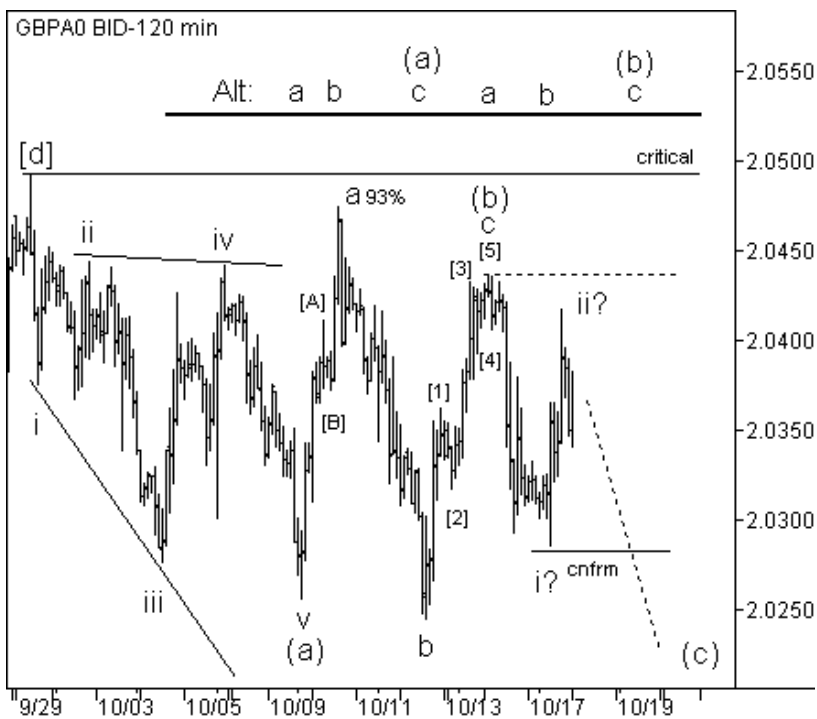 GBPA0 BID-120 min
(a) (b)
Alt: a b c a b c
2.0550
2.0500
2.0450
2.0400
2.0350
2.0300
2.0250
[d]
critical
a 93%
(b)
c
ii
iv
[3]
[5]
[A]
ii?
[4]
[1]
[B]
i
[2]
iii
i?
cnfrm
v
(a)
b
(c)
9/29 10/03 10/05 10/09 10/11 10/13 10/17 10/19